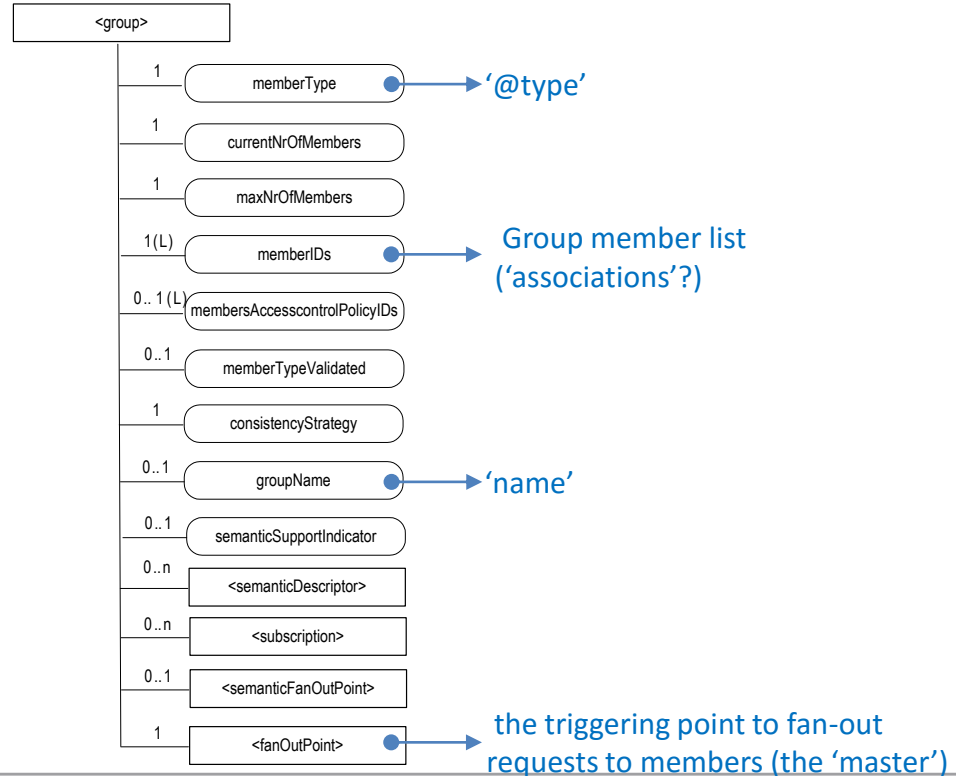 <group>
1
memberType
‘@type’
1
currentNrOfMembers
1
maxNrOfMembers
1(L)
memberIDs
Group member list
(‘associations’?)
0..1(L)
membersAccesscontrolPolicyIDs
0..1
memberTypeValidated
1
consistencyStrategy
0..1
groupName
‘name’
0..1
semanticSupportIndicator
0..n
<semanticDescriptor>
0..n
<subscription>
0..1
<semanticFanOutPoint>
1
<fanOutPoint>
the triggering point to fan-out
requests to members (the ‘master’)